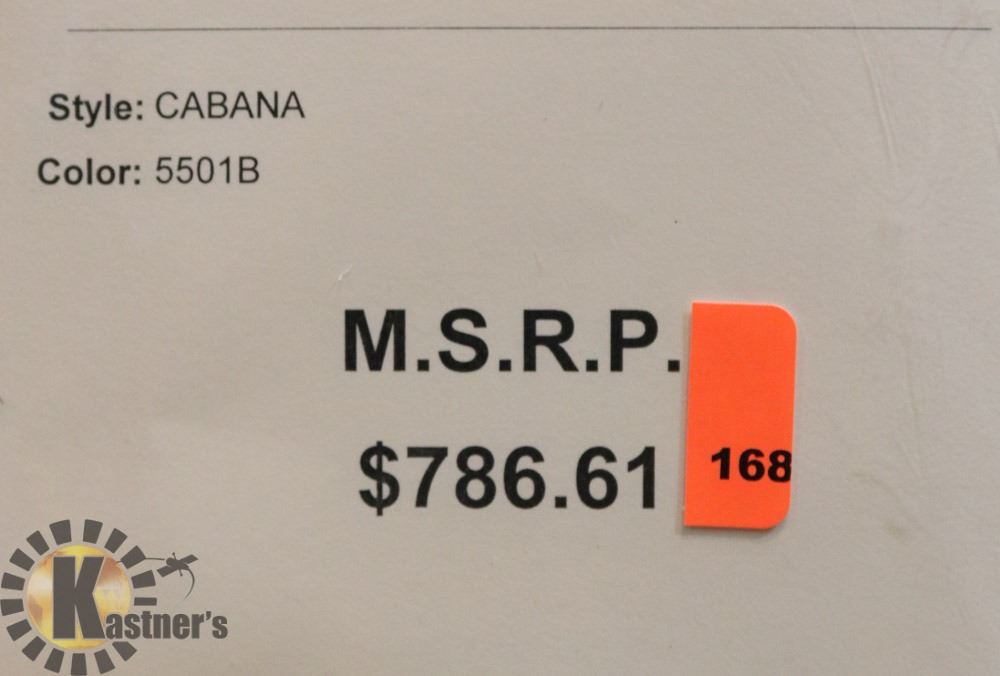 Style: CABANA
Color: 5501B
M.S.R.P.
$786.61
168
Kastner's